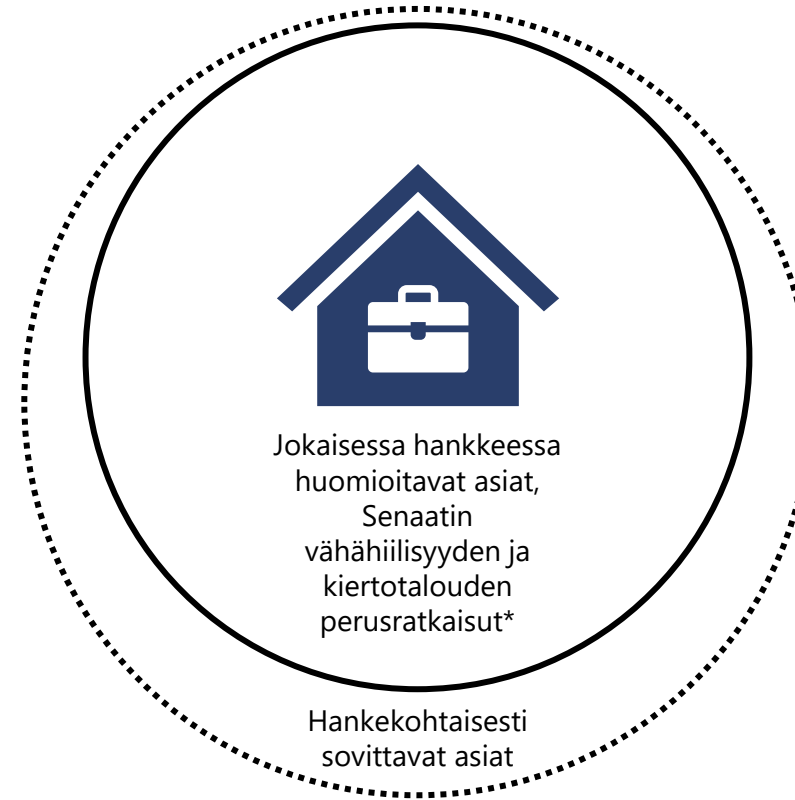 Jokaisessa hankkeessa
huomioitavat asiat,
Senaatin
vähähiilisyyden ja
kiertotalouden
perusratkaisut*
Hankekohtaisesti
sovittavat asiat